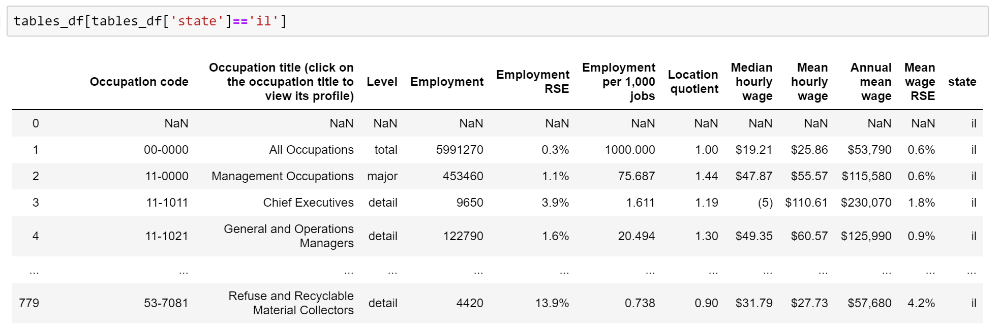 tables_df[tables_df['state']=='il']
Occupation code Occupation title (click on the occupation title to view its profile) Level Employment Employment RSE Employment per 1,000 jobs Location quotient Median hourly wage Mean hourly wage Annual mean wage Mean wage RSE state
0 NaN NaN NaN NaN NaN NaN NaN NaN NaN NaN NaN il
1 00-0000 All Occupations total 5991270 0.3% 1000.000 1.00 $19.21 $25.86 $53,790 0.6% il
2 11-0000 Management Occupations major 453460 1.1% 75.687 1.44 $47.87 $55.57 $115,580 0.6% il
3 11-1011 Chief Executives detail 9650 3.9% 1.611 1.19 (5) $110.61 $230,070 1.8% il
4 11-1021 General and Operations Managers detail 122790 1.6% 20.494 1.30 $49.35 $60.57 $125,990 0.9% il
... ... ... ... ... ... ... ... ... ... ... ... ...
779 53-7081 Refuse and Recyclable Material Collectors detail 4420 13.9% 0.738 0.90 $31.79 $27.73 $57,680 4.2% il